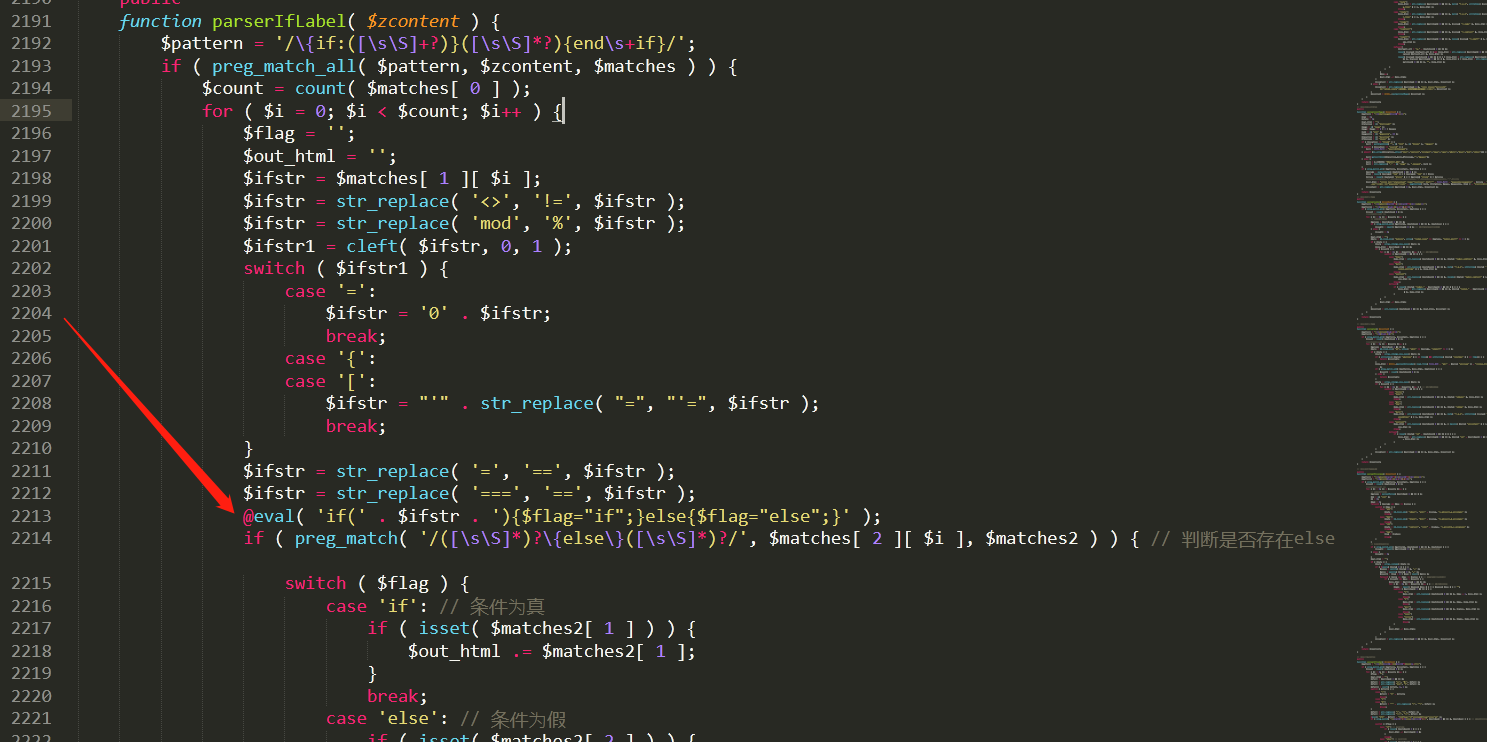 2190 public
2191 function parserIfLabel( $zcontent ) {
2192 $pattern = '/\{if:([\s\S]+?)}([\s\S]*?){end\s+if}/';
2193 if ( preg_match_all( $pattern, $zcontent, $matches ) ) {
2194 $count = count( $matches[ 0 ] );
2195 for ( $i = 0; $i < $count; $i++ ) {
2196 $flag = '';
2197 $out_html = '';
2198 $ifstr = $matches[ 1 ][ $i ];
2199 $ifstr = str_replace( '<>', '!=', $ifstr );
2200 $ifstr = str_replace( 'mod', '%', $ifstr );
2201 $ifstr1 = cleft( $ifstr, 0, 1 );
2202 switch ( $ifstr1 ) {
2203 case '=':
2204 $ifstr = '0' . $ifstr;
2205 break;
2206 case '{':
2207 case '[':
2208 $ifstr = "'" . str_replace( "=", "'=", $ifstr );
2209 break;
2210 }
2211 $ifstr = str_replace( '=', '==', $ifstr );
2212 $ifstr = str_replace( '===', '==', $ifstr );
2213 @eval( 'if(' . $ifstr . '){$flag="if";}else{$flag="else";}' );
2214 if ( preg_match( '/([\s\S]*)?\{else\}([\s\S]*)?/', $matches[ 2 ][ $i ], $matches2 ) ) { // 判断是否存在else
2215 switch ( $flag ) {
2216 case 'if': // 条件为真
2217 if ( isset( $matches2[ 1 ] ) ) {
2218 $out_html .= $matches2[ 1 ];
2219 }
2220 break;
2221 case 'else': // 条件为假
2222 if ( isset( $matches2[ 2 ] ) ) {